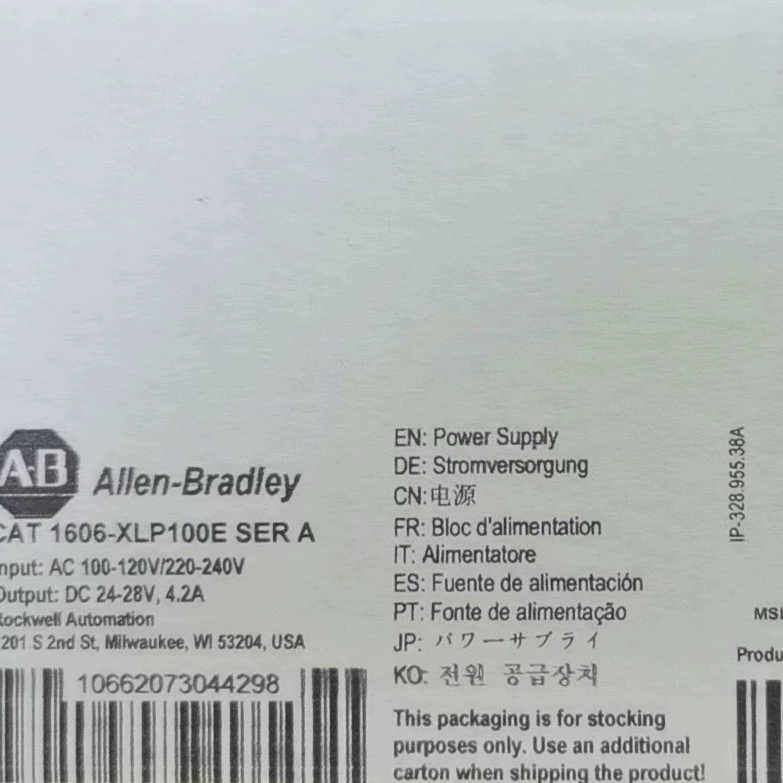 AB Allen-Bradley
CAT 1606-XLP100E SER A
Input: AC 100-120V/220-240V
Output: DC 24-28V, 4.2A
Rockwell Automation
1201 S 2nd St, Milwaukee, WI 53204, USA
10662073044298
EN: Power Supply
DE: Stromversorgung
CN:电源
FR: Bloc d'alimentation
IT: Alimentatore
ES: Fuente de alimentación
PT: Fonte de alimentação
JP: パワーサプライ
KO: 전원 공급장치
This packaging is for stocking
purposes only. Use an additional
carton when shipping the product!
IP-328.955.38A